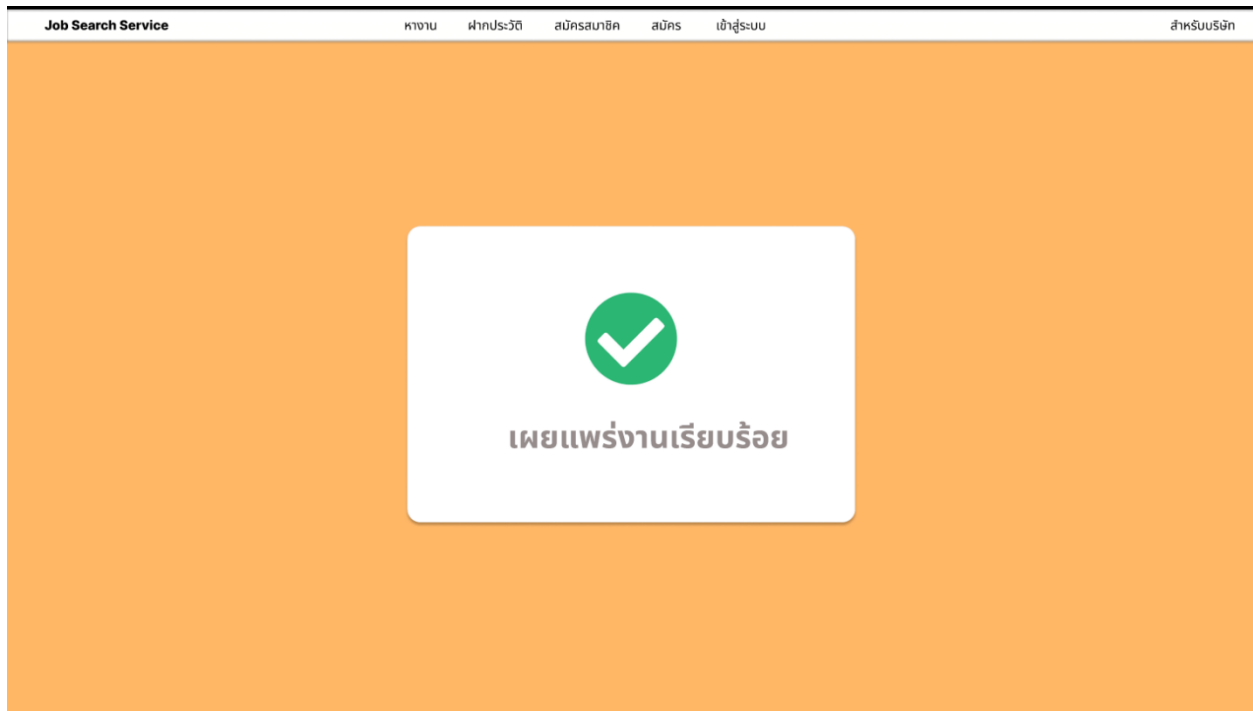 Job Search Service หางาน ฝากประวัติ สมัครสมาชิค สมัคร เข้าสู่ระบบ สำหรับบริษัท
เผยแพร่งานเรียบร้อย